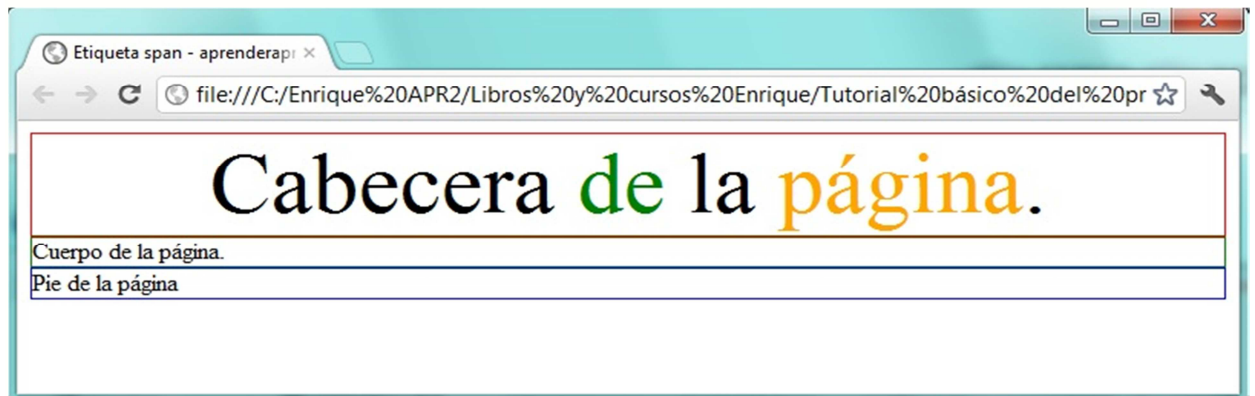 Etiqueta span - aprenderapr
file:///C:/Enrique%20APR2/Libros%20y%20cursos%20Enrique/Tutorial%20básico%20del%20pr
Cabecera de la página.
Cuerpo de la página.
Pie de la página